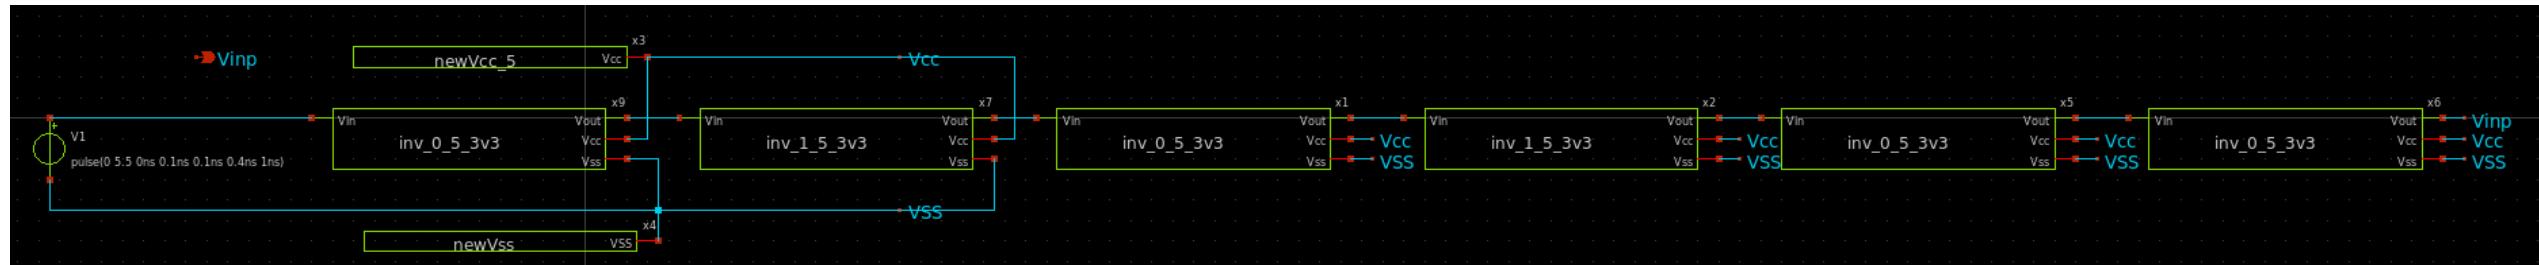 x3
Vinp
newVcc_5
Vcc
Vcc
x9
x7
x1
x2
x5
x6
V1
pulse(0 5.5 0ns 0.1ns 0.1ns 0.4ns 1ns)
+
Vin
inv_0_5_3v3
Vout
Vcc
Vss
Vin
inv_1_5_3v3
Vout
Vcc
Vss
Vin
inv_0_5_3v3
Vout
Vcc
Vss
Vcc
VSS
Vin
inv_1_5_3v3
Vout
Vcc
Vss
Vcc
VSS
Vin
inv_0_5_3v3
Vout
Vcc
Vss
Vcc
VSS
Vin
inv_0_5_3v3
Vout
Vcc
Vss
Vinp
Vcc
VSS
VSS
x4
newVss
VSS